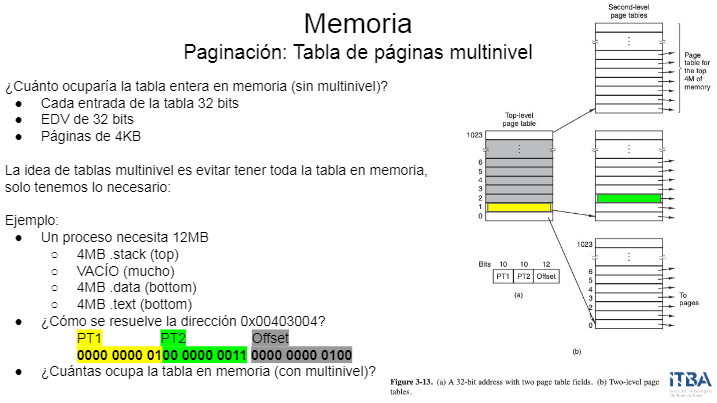 Memoria
Paginación: Tabla de páginas multinivel
¿Cuánto ocuparía la tabla entera en memoria (sin multinivel)?
● Cada entrada de la tabla 32 bits
● EDV de 32 bits
● Páginas de 4KB
La idea de tablas multinivel es evitar tener toda la tabla en memoria,
solo tenemos lo necesario:
Ejemplo:
● Un proceso necesita 12MB
○ 4MB .stack (top)
○ VACÍO (mucho)
○ 4MB .data (bottom)
○ 4MB .text (bottom)
● ¿Cómo se resuelve la dirección 0x00403004?
PT1 PT2 Offset
0000 0000 0100 0000 0011 0000 0000 0100
● ¿Cuántas ocupa la tabla en memoria (con multinivel)?
Second-level
page tables
Page
table for
the top
4M of
memory
Top-level
page table
1023
6
5
4
3
2
1
0
Bits 10 10 12
PT1 PT2 Offset
(a)
1023
6
5
4
3
2
1
0
To
pages
(b)
Figure 3-13. (a) A 32-bit address with two page table fields. (b) Two-level page
tables.
ITBA